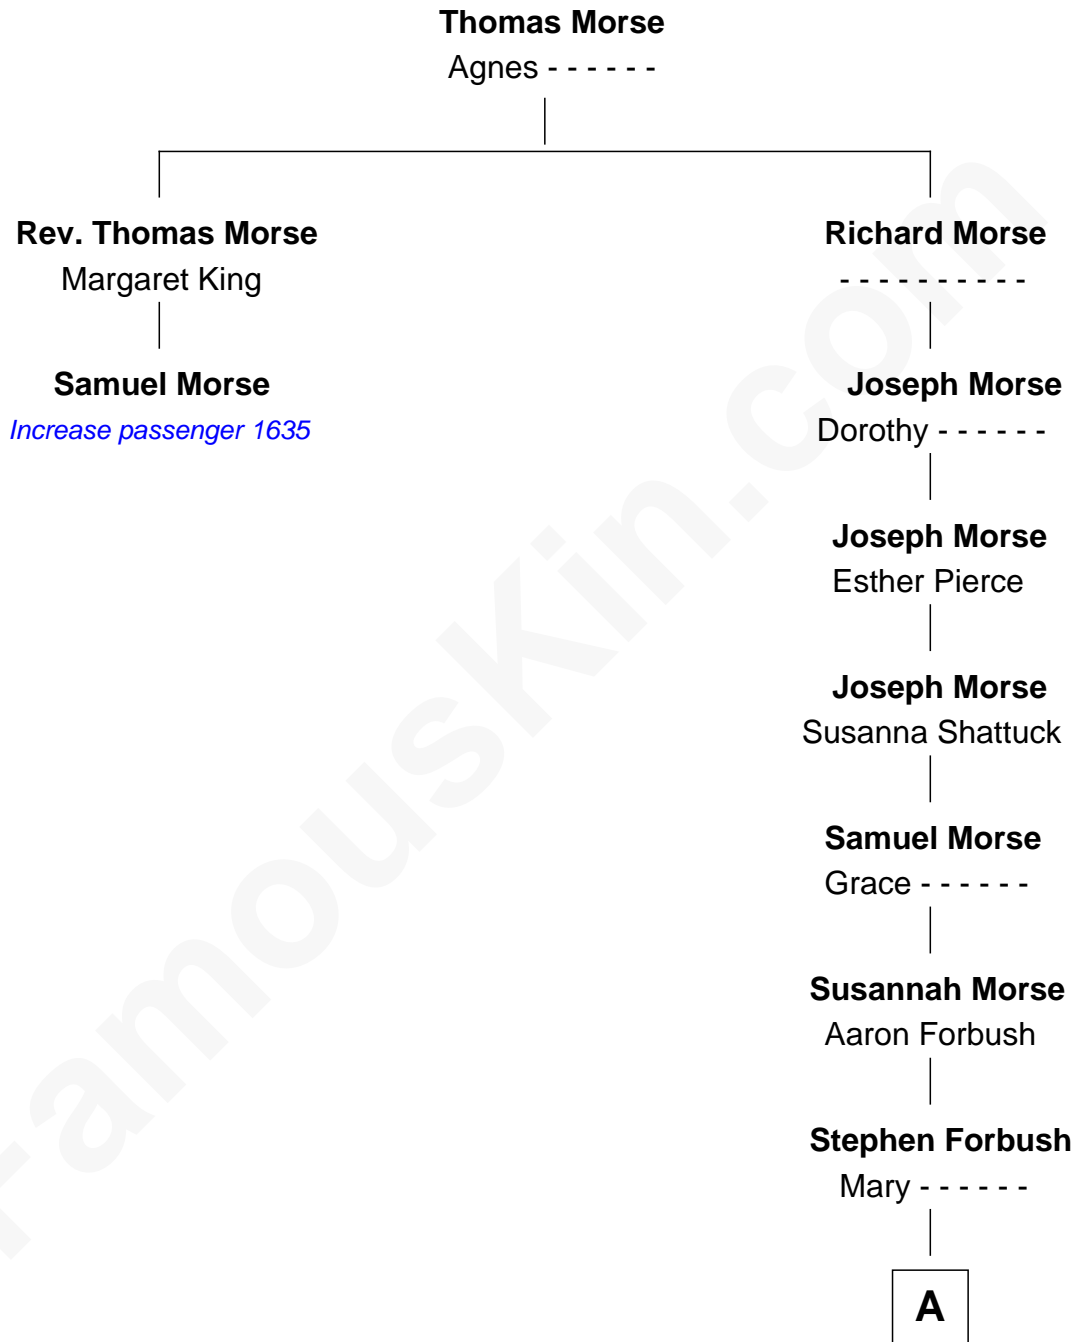 Thomas Morse
Agnes - - - - - -
Rev. Thomas Morse
Margaret King
Samuel Morse
Increase passenger 1635
Richard Morse
- - - - - - - - - -
Joseph Morse
Dorothy - - - - - -
Joseph Morse
Esther Pierce
Joseph Morse
Susanna Shattuck
Samuel Morse
Grace - - - - - -
Susannah Morse
Aaron Forbush
Stephen Forbush
Mary - - - - - -
A
FamousKin.com